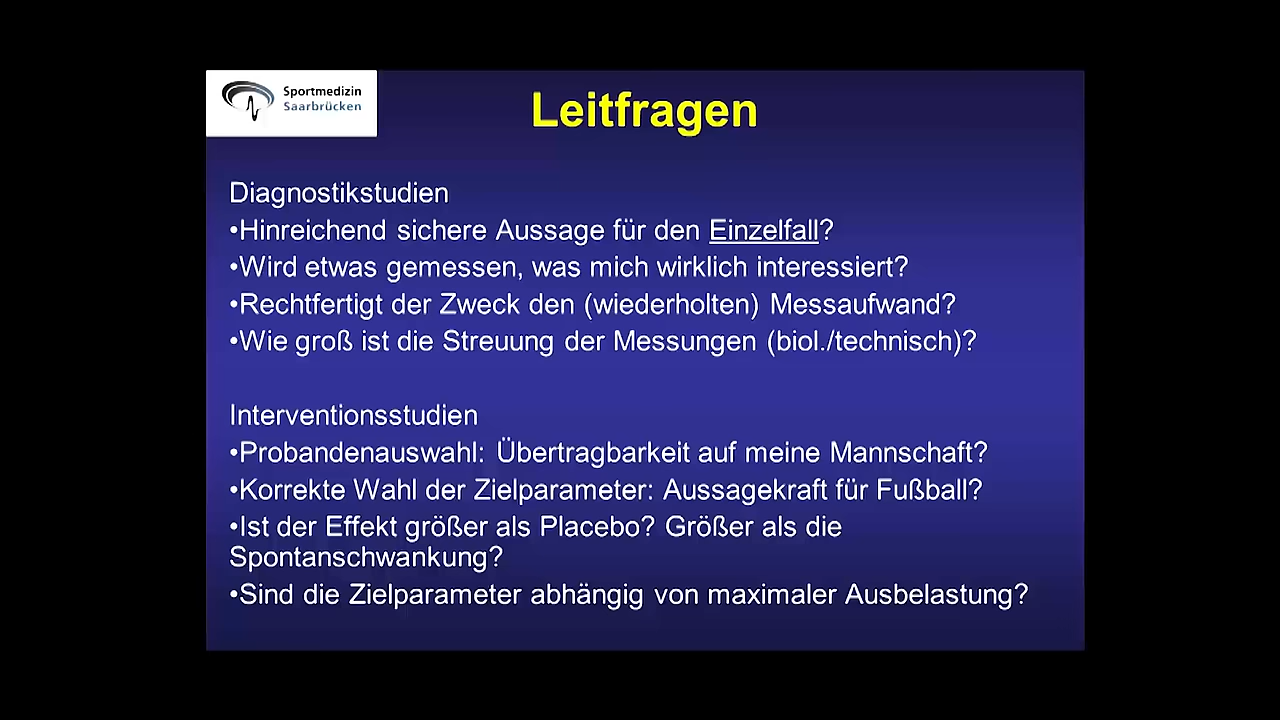 Sportmedizin
Saarbrücken
Leitfragen
Diagnostikstudien
•Hinreichend sichere Aussage für den Einzelfall?
•Wird etwas gemessen, was mich wirklich interessiert?
•Rechtfertigt der Zweck den (wiederholten) Messaufwand?
•Wie groß ist die Streuung der Messungen (biol./technisch)?
Interventionsstudien
•Probandenauswahl: Übertragbarkeit auf meine Mannschaft?
•Korrekte Wahl der Zielparameter: Aussagekraft für Fußball?
•Ist der Effekt größer als Placebo? Größer als die
Spontanschwankung?
•Sind die Zielparameter abhängig von maximaler Ausbelastung?